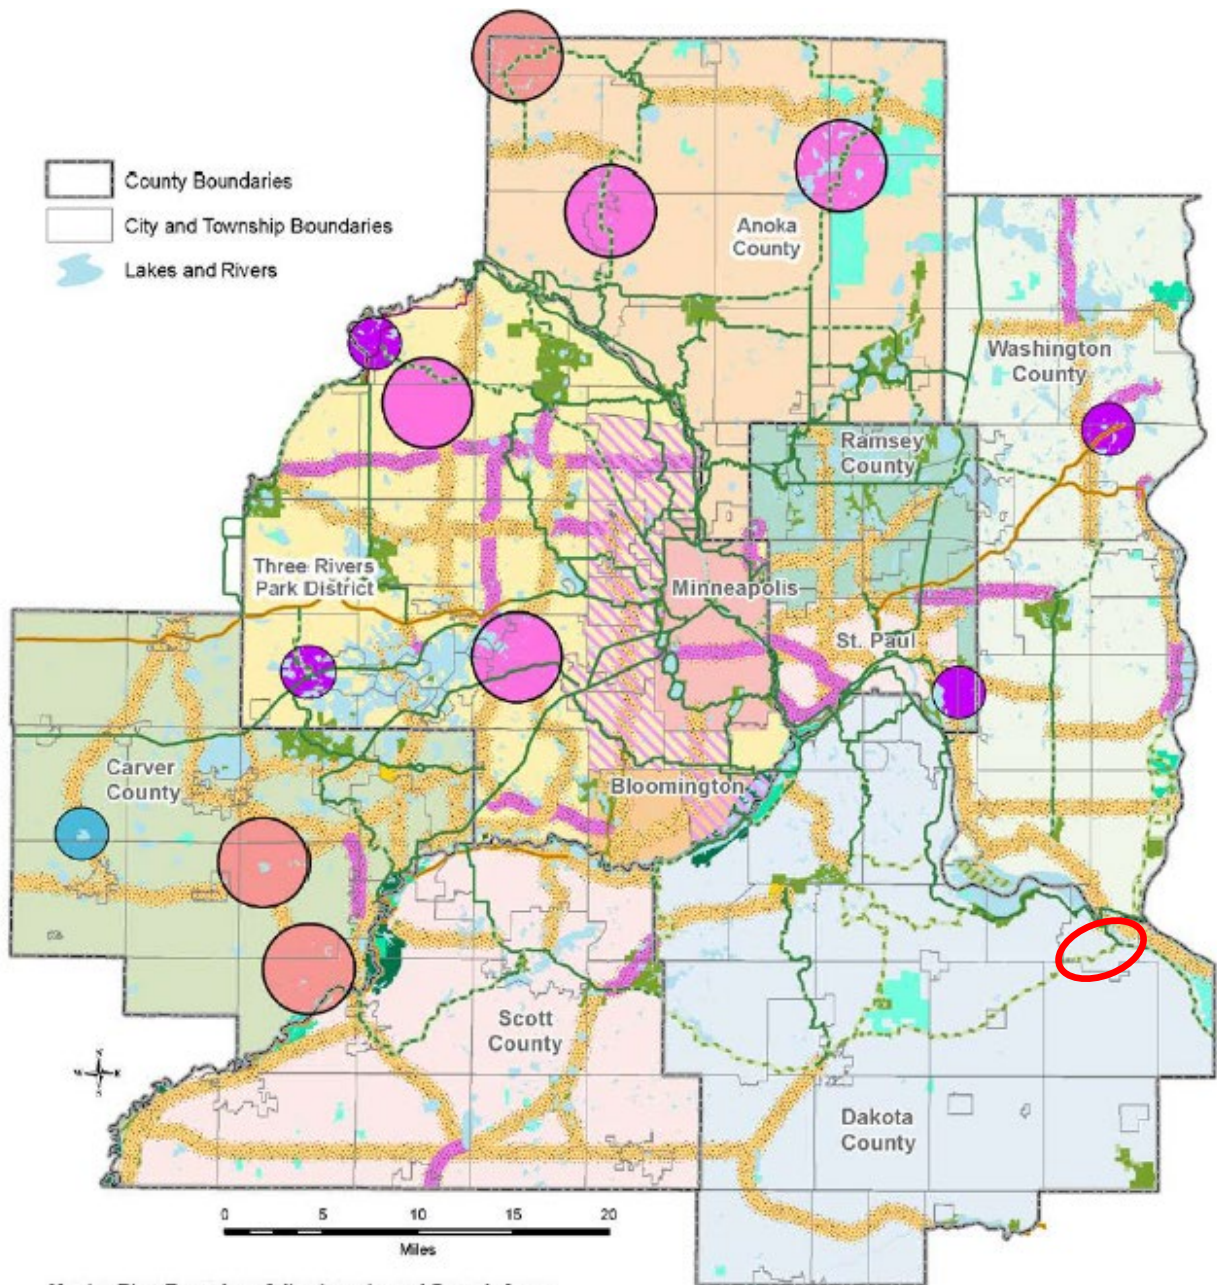 County Boundaries
City and Township Boundaries
Lakes and Rivers
Anoka
County
Washington
County
Ramsey
County
Three Rivers
Park District
Minneapolis
St. Paul
Carver
County
Bloomington
Scott
County
Dakota
County
0 5 10 15 20
Miles